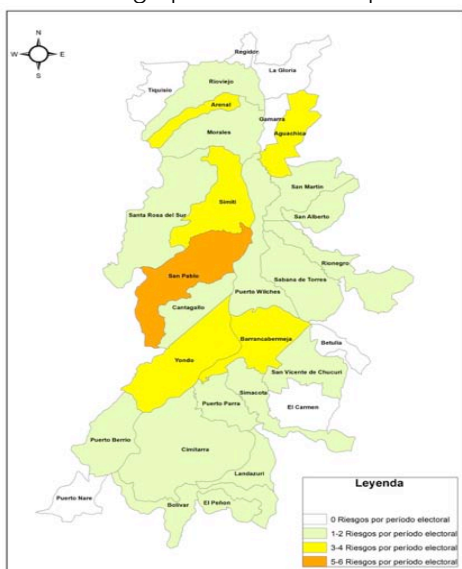 N
W E
S
Regidor
La Gloria
Rioviejo
Tiquisio
Arenal
Gamarra
Morales
Aguachica
San Martin
Simití
San Alberto
Santa Rosa del Sur
Rionegro
San Pablo
Sabana de Torres
Puerto Wilches
Cantagallo
Barrancabermeja
Betulia
Yondo
San Vicente de Chucurí
Simacota
El Carmen
Puerto Parra
Puerto Berrio
Cimitarra
Landazuri
Puerto Nare
El Peñon
Bolívar
Leyenda
0 Riesgos por período electoral
1-2 Riesgos por período electoral
3-4 Riesgos por período electoral
5-6 Riesgos por período electoral